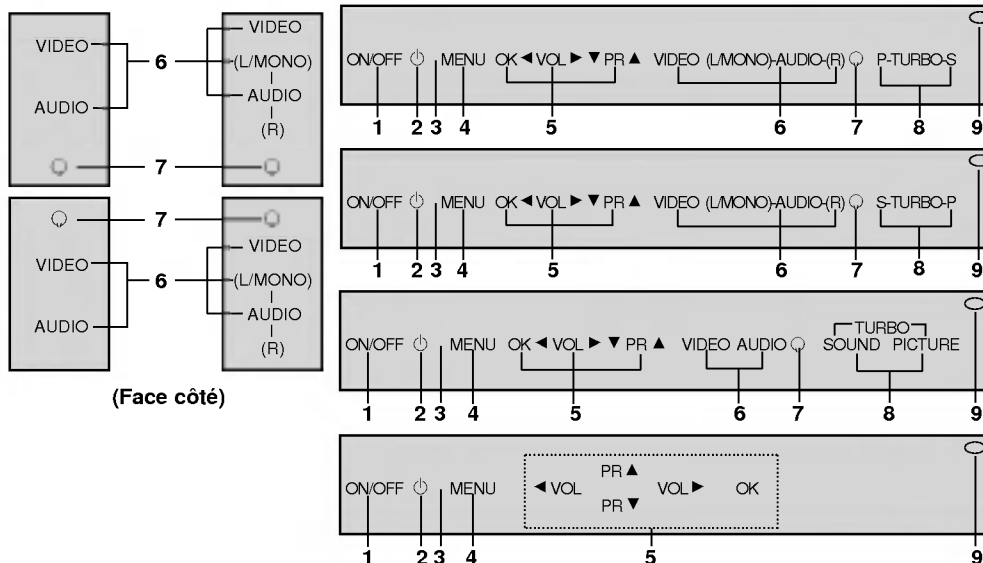 VIDEO
AUDIO
6
7
VIDEO
(L/MONO)
AUDIO
(R)
VIDEO
AUDIO
7
6
VIDEO
(L/MONO)
AUDIO
(R)
(Face côté)
ON/OFF MENU OK ◄ VOL ► ▼ PR ▲ VIDEO (L/MONO)-AUDIO-(R) P-TURBO-S
1 2 3 4 5 6 7 8 9
ON/OFF MENU OK ◄ VOL ► ▼ PR ▲ VIDEO (L/MONO)-AUDIO-(R) S-TURBO-P
1 2 3 4 5 6 7 8 9
TURBO
ON/OFF MENU OK ◄ VOL ► ▼ PR ▲ VIDEO AUDIO SOUND PICTURE
1 2 3 4 5 6 7 8 9
PR ▲
ON/OFF MENU ◄ VOL VOL ► OK
PR ▼
1 2 3 4 5 9